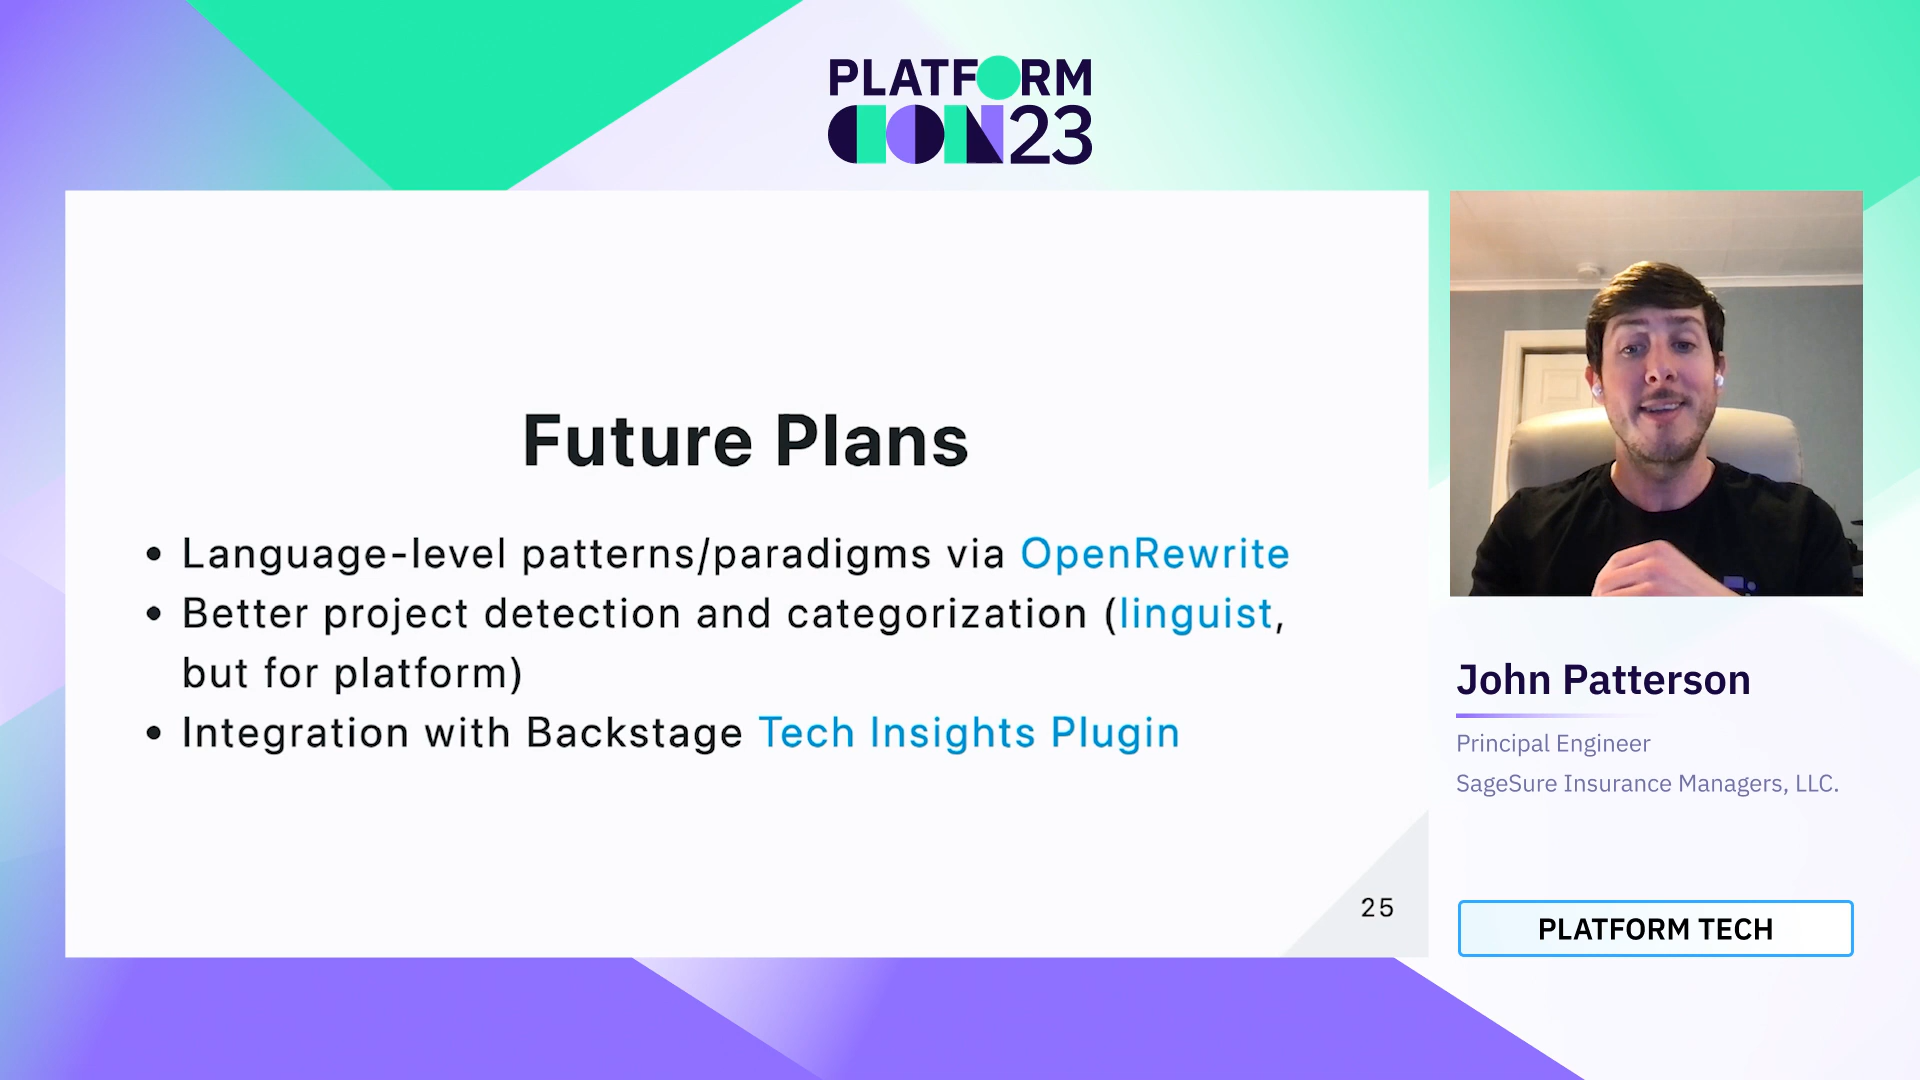 PLATFORM
CON23
Future Plans
• Language-level patterns/paradigms via OpenRewrite
• Better project detection and categorization (linguist,
but for platform)
• Integration with Backstage Tech Insights Plugin
25
John Patterson
Principal Engineer
SageSure Insurance Managers, LLC.
PLATFORM TECH